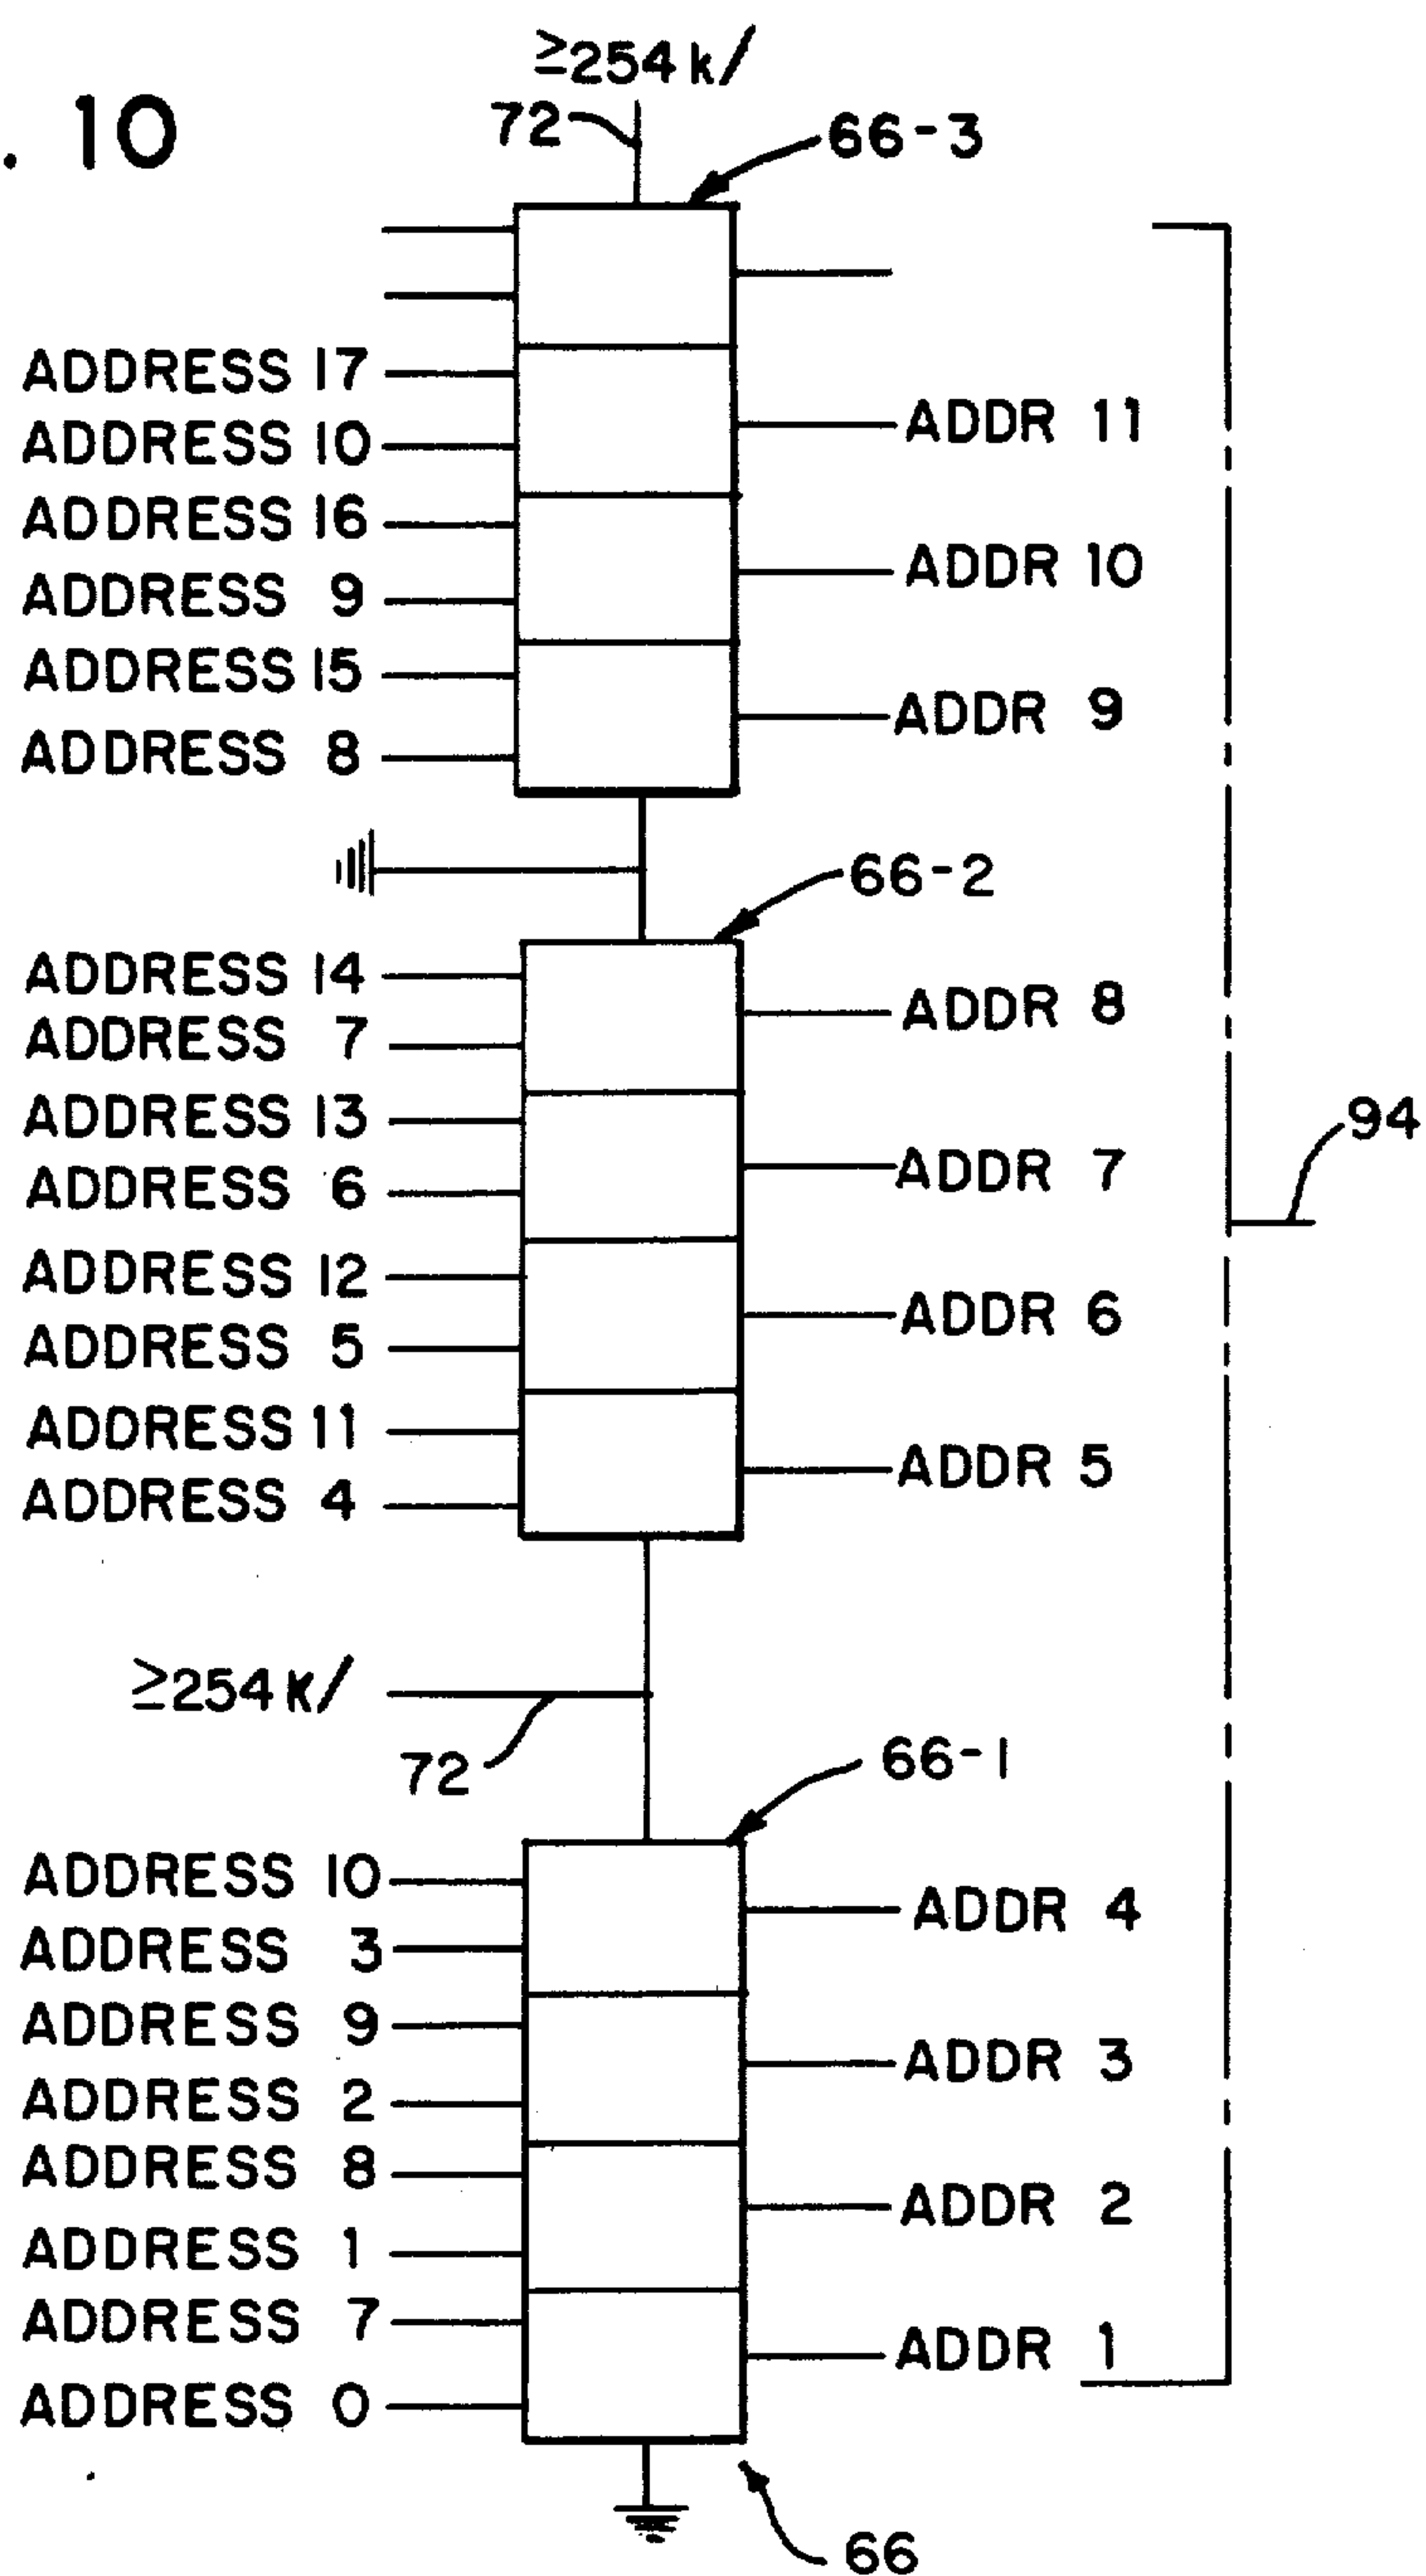 ≥254 k/
. 10
72
66-3
ADDRESS 17
ADDR 11
ADDRESS 10
ADDRESS 16
ADDR 10
ADDRESS 9
ADDRESS 15
ADDR 9
ADDRESS 8
66-2
ADDRESS 14
ADDR 8
ADDRESS 7
ADDRESS 13
94
ADDR 7
ADDRESS 6
ADDRESS 12
ADDR 6
ADDRESS 5
ADDRESS 11
ADDR 5
ADDRESS 4
≥254 K/
72
66-1
ADDRESS 10
ADDR 4
ADDRESS 3
ADDRESS 9
ADDR 3
ADDRESS 2
ADDRESS 8
ADDR 2
ADDRESS 1
ADDRESS 7
ADDR 1
ADDRESS 0
66